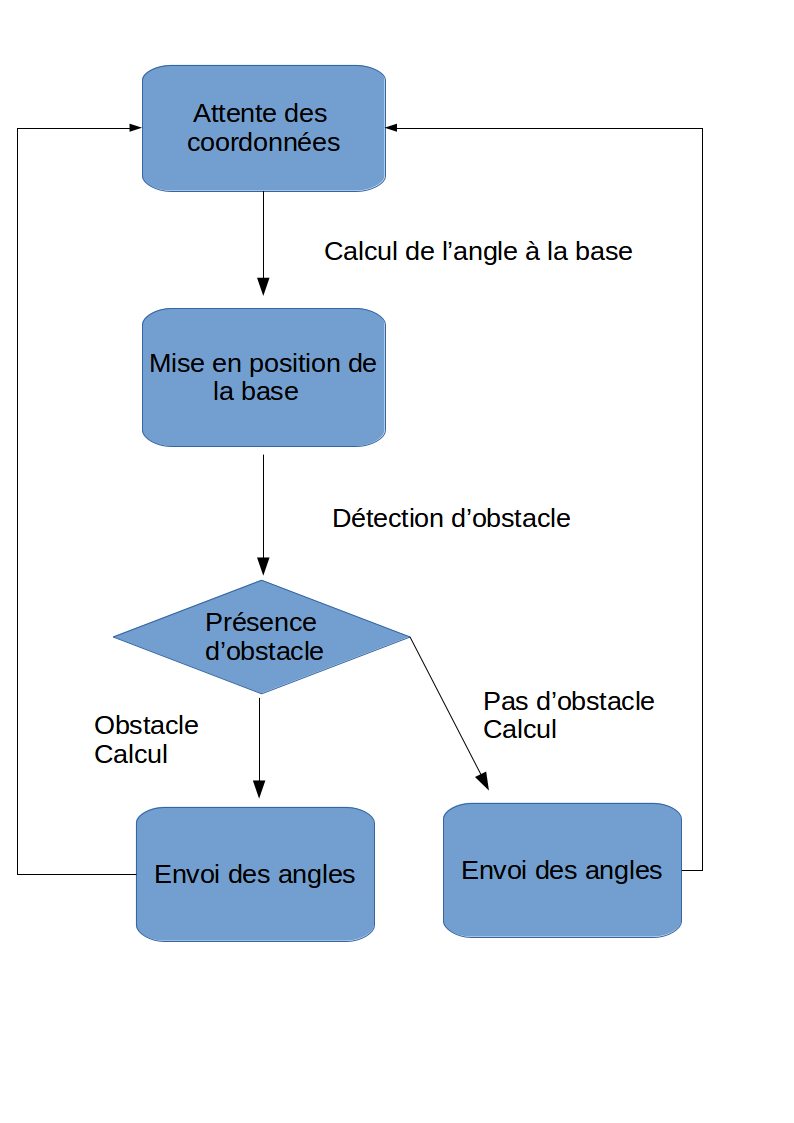 Attente des
coordonnées
Calcul de l’angle à la base
Mise en position de
la base
Détection d’obstacle
Présence
d’obstacle
Obstacle
Calcul
Pas d’obstacle
Calcul
Envoi des angles
Envoi des angles